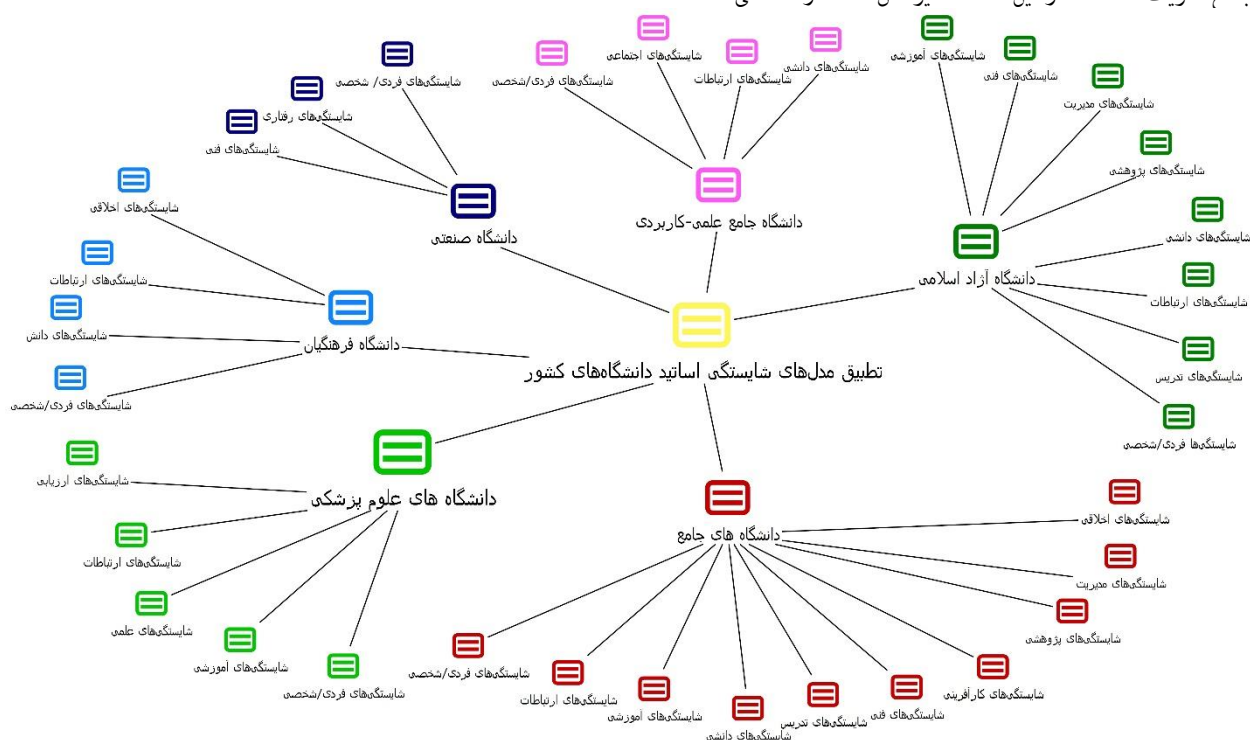 شایستگی‌های آموزشی
شایستگی‌های فنی
شایستگی‌های مدیریت
شایستگی‌های پژوهشی
شایستگی‌های دانشی
شایستگی‌های ارتباطات
شایستگی‌های تدریس
شایستگی‌ها فردی/شخصی
دانشگاه آزاد اسلامی
شایستگی‌های دانشی
شایستگی‌های ارتباطات
شایستگی‌های اجتماعی
شایستگی‌های فردی/شخصی
دانشگاه جامع علمی-کاربردی
شایستگی‌های فردی/ شخصی
شایستگی‌های رفتاری
شایستگی‌های فنی
دانشگاه صنعتی
شایستگی‌های اخلاقی
شایستگی‌های ارتباطات
شایستگی‌های دانش
شایستگی‌های فردی/شخصی
دانشگاه فرهنگیان
تطبیق مدل‌های شایستگی اساتید دانشگاه‌های کشور
دانشگاه های علوم پزشکی
شایستگی‌های ارزیابی
شایستگی‌های ارتباطات
شایستگی‌های علمی
شایستگی‌های آموزشی
شایستگی‌های فردی/شخصی
دانشگاه های جامع
شایستگی‌های اخلاقی
شایستگی‌های مدیریت
شایستگی‌های پژوهشی
شایستگی‌های کارآفرینی
شایستگی‌های فنی
شایستگی‌های تدریس
شایستگی‌های دانشی
شایستگی‌های آموزشی
شایستگی‌های ارتباطات
شایستگی‌های فردی/شخصی